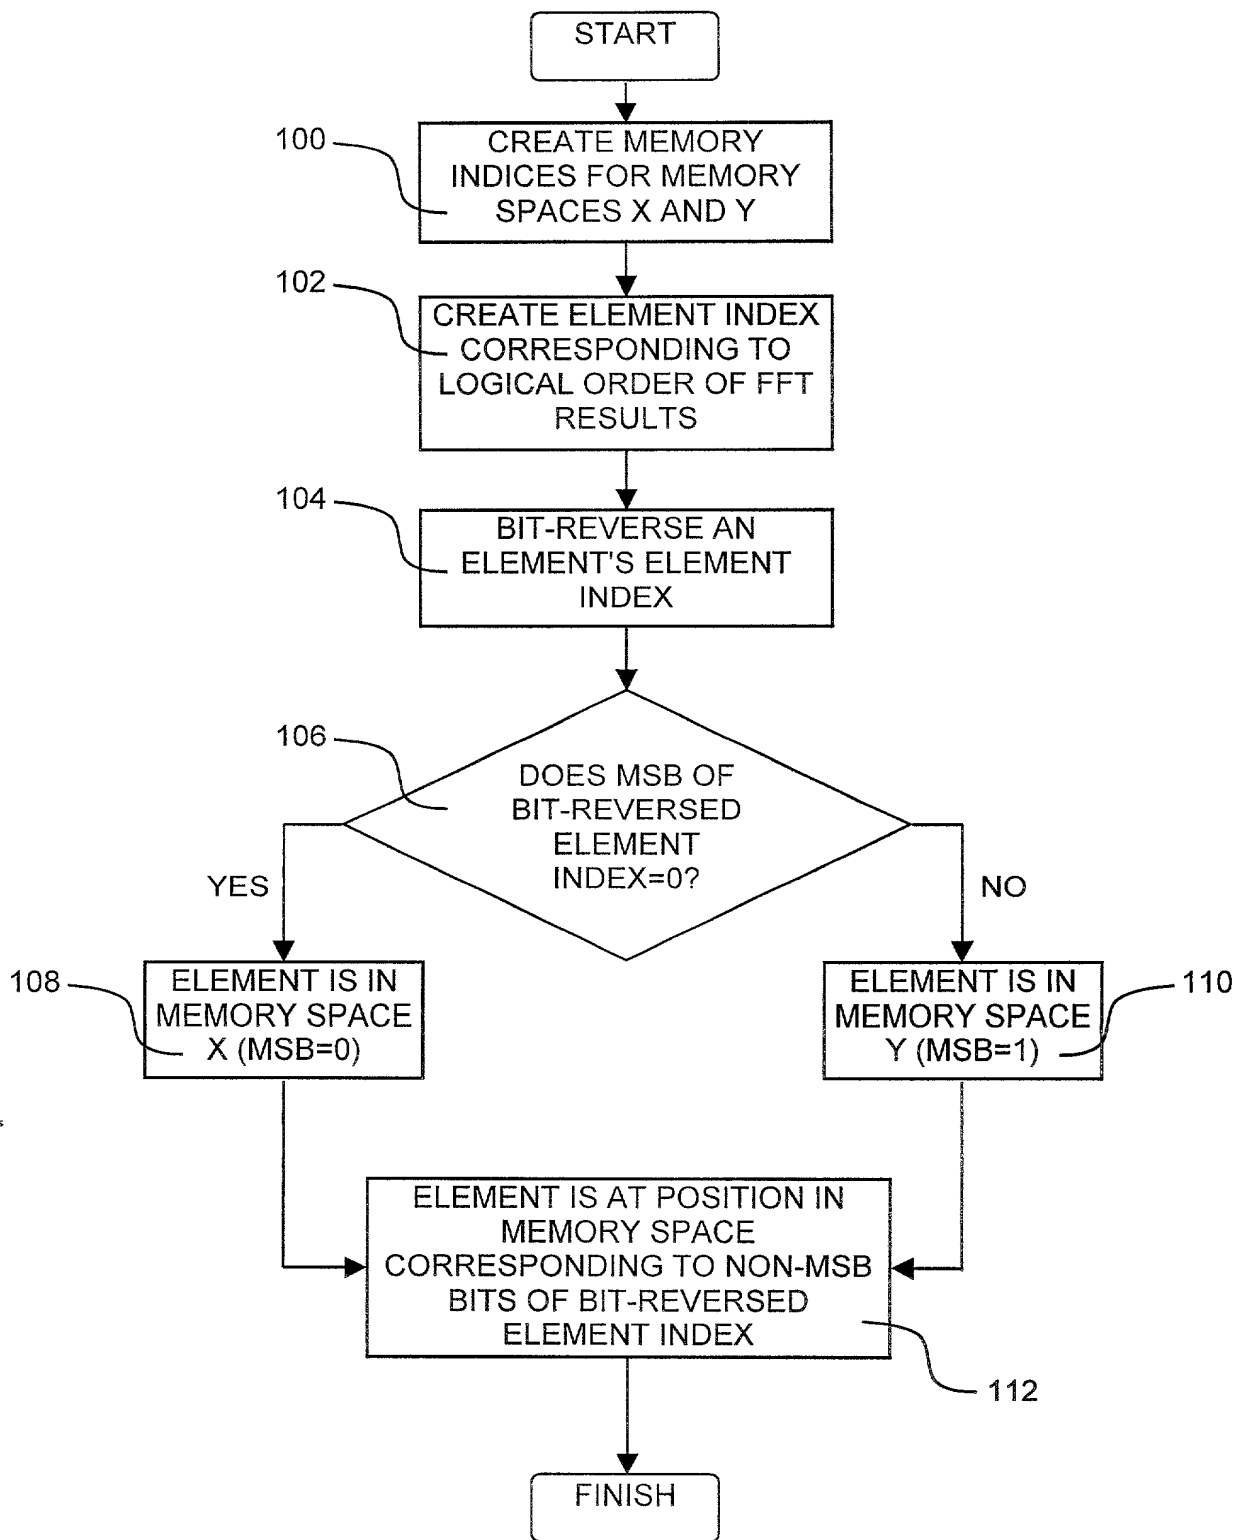 START
100
CREATE MEMORY
INDICES FOR MEMORY
SPACES X AND Y
102
CREATE ELEMENT INDEX
CORRESPONDING TO
LOGICAL ORDER OF FFT
RESULTS
104
BIT-REVERSE AN
ELEMENT'S ELEMENT
INDEX
106
DOES MSB OF
BIT-REVERSED
ELEMENT
INDEX=0?
YES
NO
108
ELEMENT IS IN
MEMORY SPACE
X (MSB=0)
ELEMENT IS IN
MEMORY SPACE
Y (MSB=1)
110
ELEMENT IS AT POSITION IN
MEMORY SPACE
CORRESPONDING TO NON-MSB
BITS OF BIT-REVERSED
ELEMENT INDEX
112
FINISH